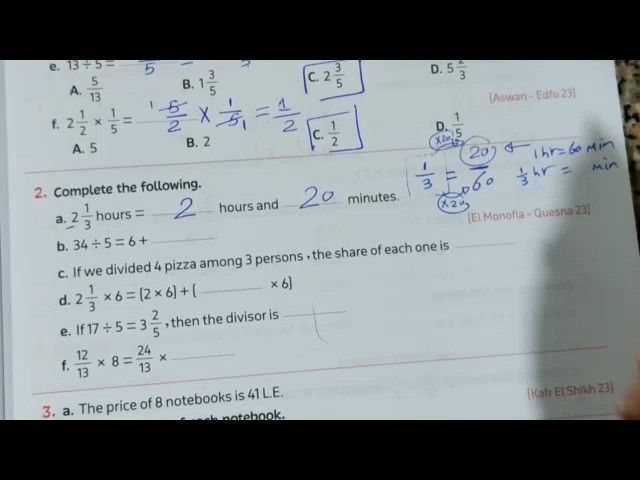 e. 13 ÷ 5 = 5
A. 5/13 B. 1 3/5 C. 2 3/5 D. 5 2/3
[Aswan - Edfo 23]
f. 2 1/2 × 1/5 = 5/2 × 1/5 = 1/2
A. 5 B. 2 C. 1/2 D. 1/5
2. Complete the following.
a. 2 1/3 hours = 2 hours and 20 minutes.
1/3 = 20/60 ← 1 hr = 60 min
×20 ×20 1/3 hr = min
[El Monofia - Quesna 23]
b. 34 ÷ 5 = 6 +
c. If we divided 4 pizza among 3 persons, the share of each one is
d. 2 1/3 × 6 = [2 × 6] + [ × 6]
e. If 17 ÷ 5 = 3 2/5, then the divisor is
f. 12/13 × 8 = 24/13 ×
[Kafr El Shikh 23]
3. a. The price of 8 notebooks is 41 L.E.
notebook.